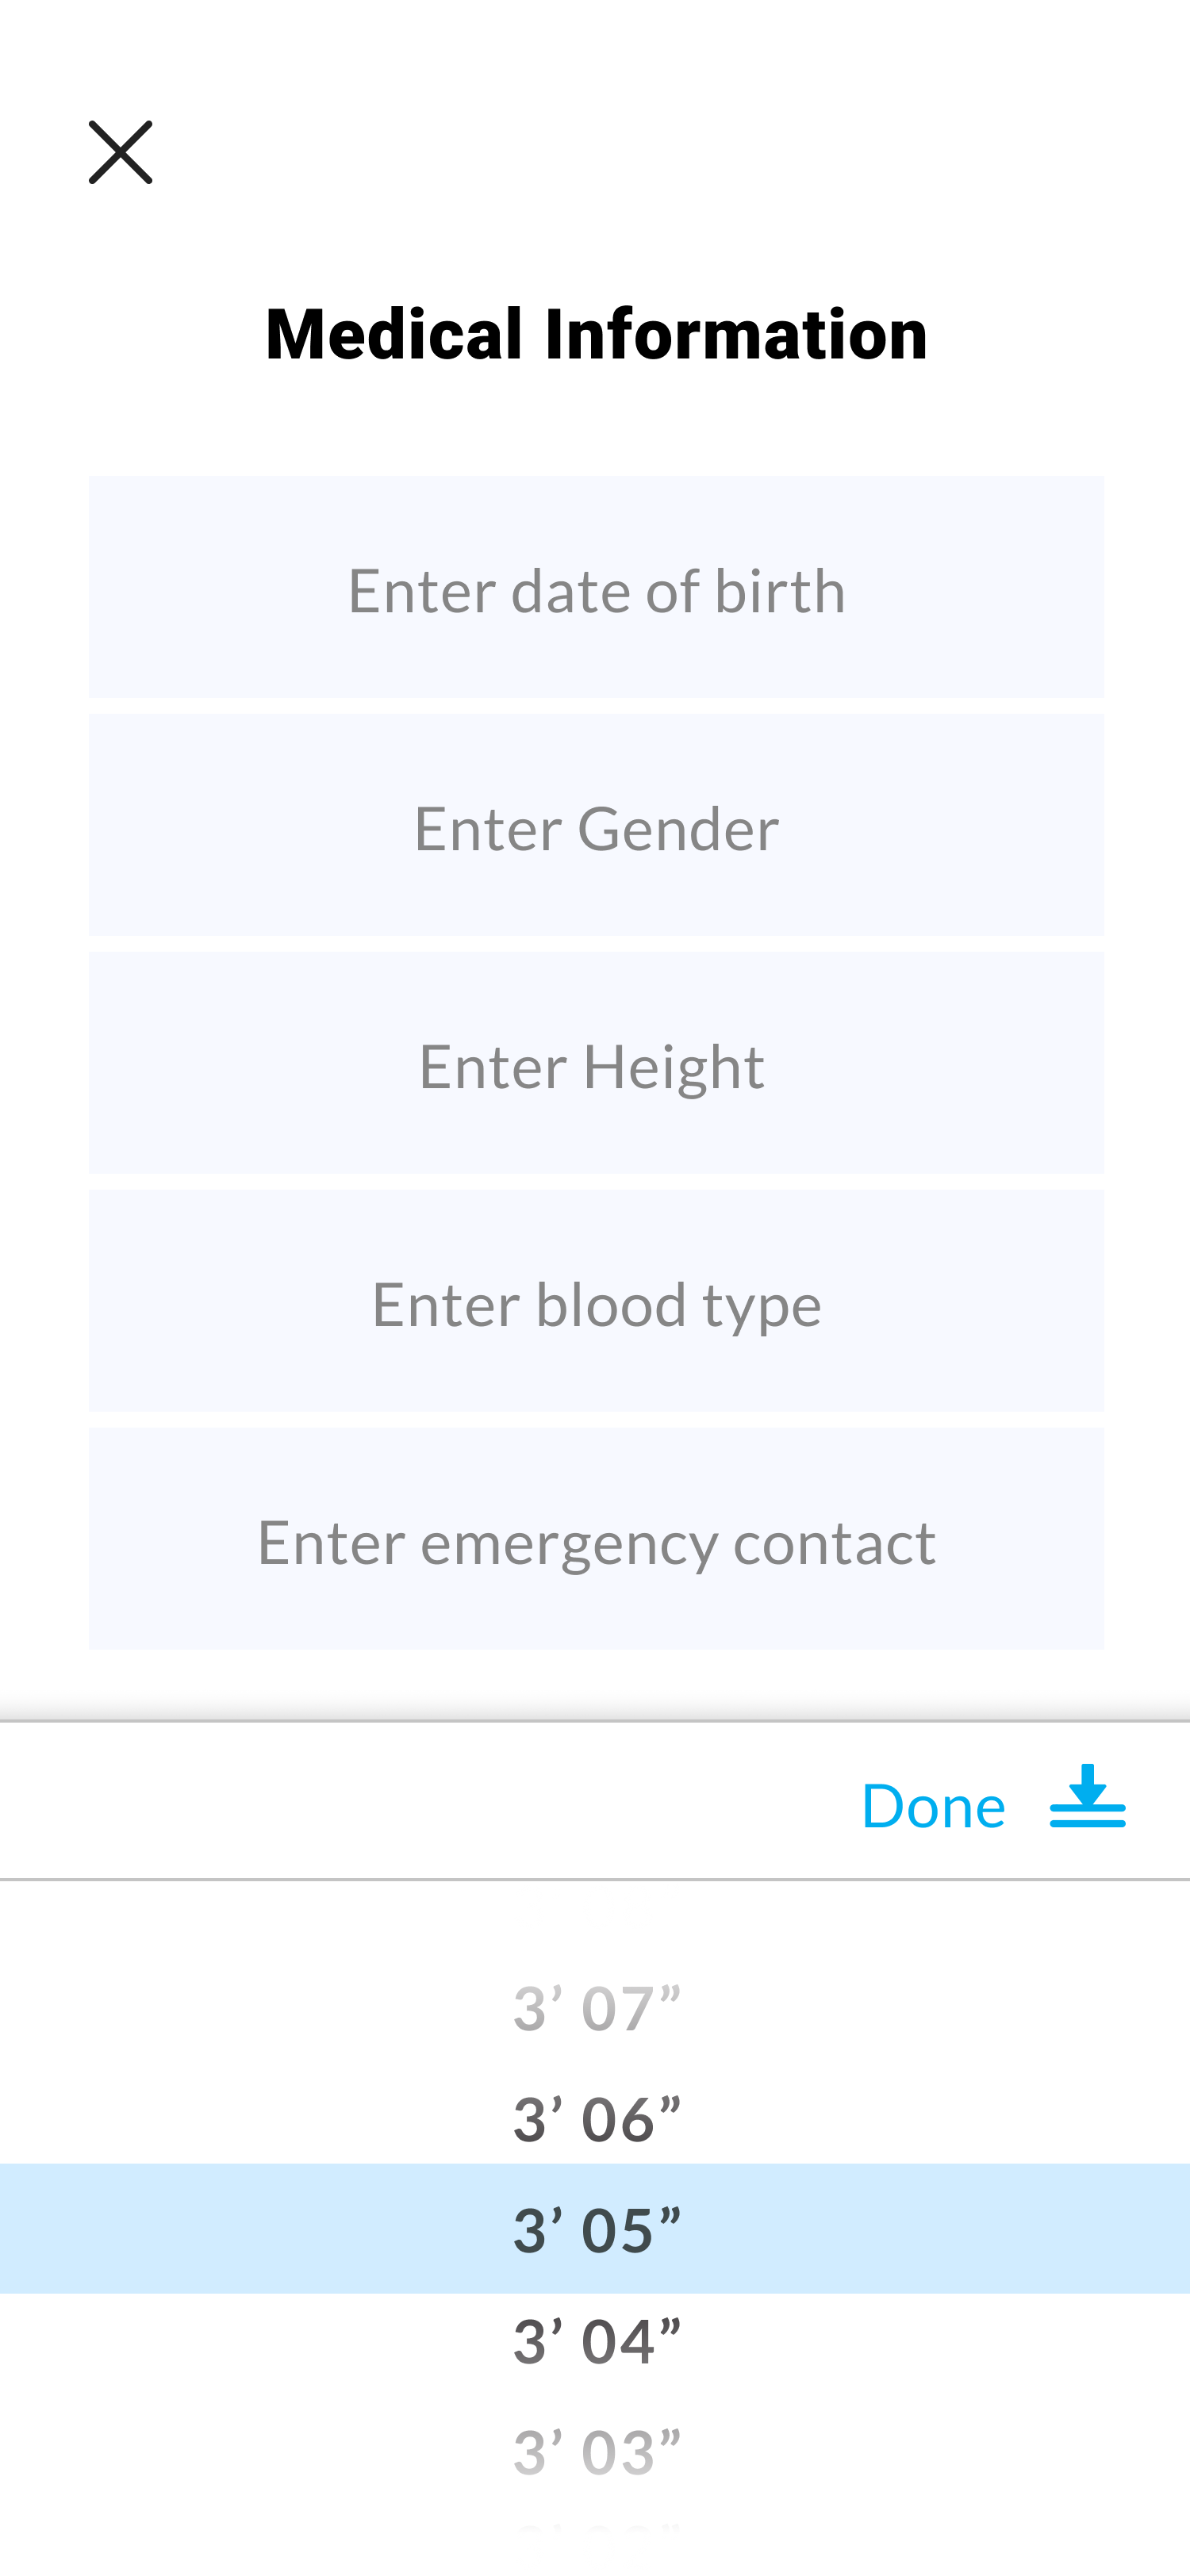 Medical Information
Enter date of birth
Enter Gender
Enter Height
Enter blood type
Enter emergency contact
Done
3’ 07”
3’ 06”
3’ 05”
3’ 04”
3’ 03”